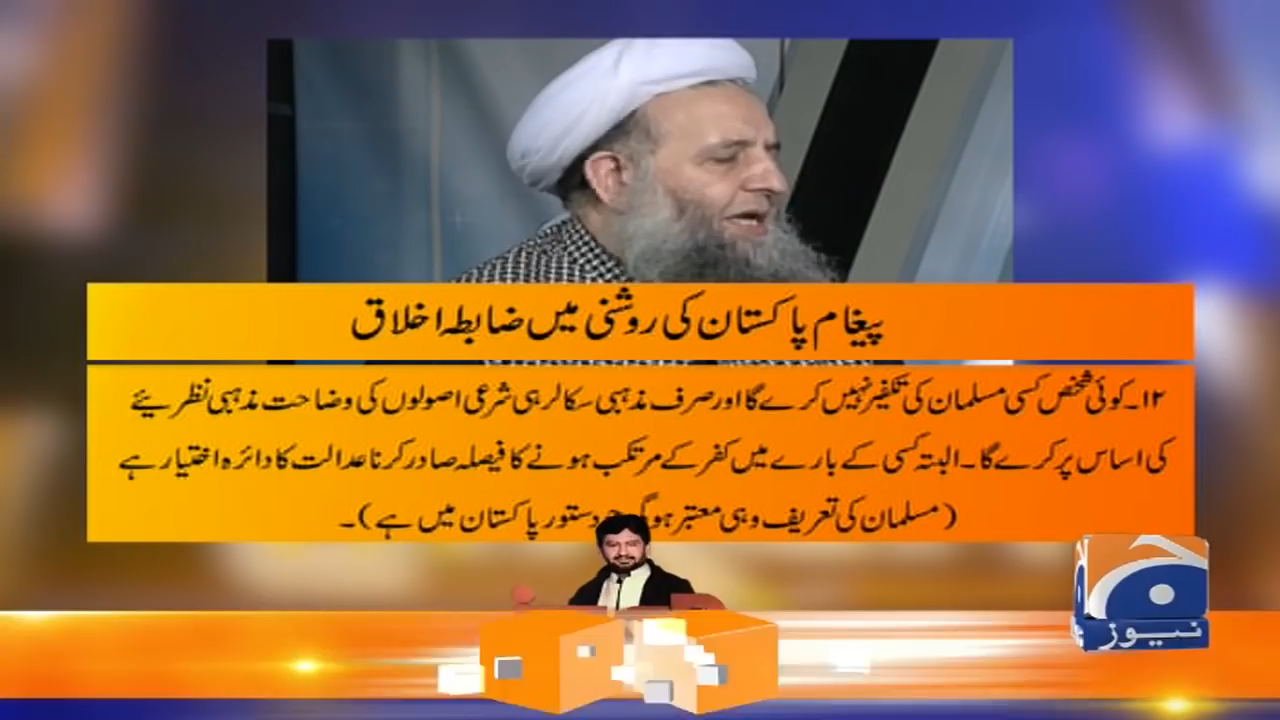 پیغام پاکستان کی روشنی میں ضابطہ اخلاق
۱۲۔کوئی شخص کسی مسلمان کی تکفیر نہیں کرے گا اور صرف مذہبی سکالر ہی شرعی اصولوں کی وضاحت مذہبی نظریئے
کی اساس پر کرے گا۔البتہ کسی کے بارے میں کفر کے مرتکب ہونے کا فیصلہ صادر کرنا عدالت کا دائرہ اختیار ہے
(مسلمان کی تعریف وہی معتبر ہوگی دستور پاکستان میں ہے)۔
جیو
نیوز